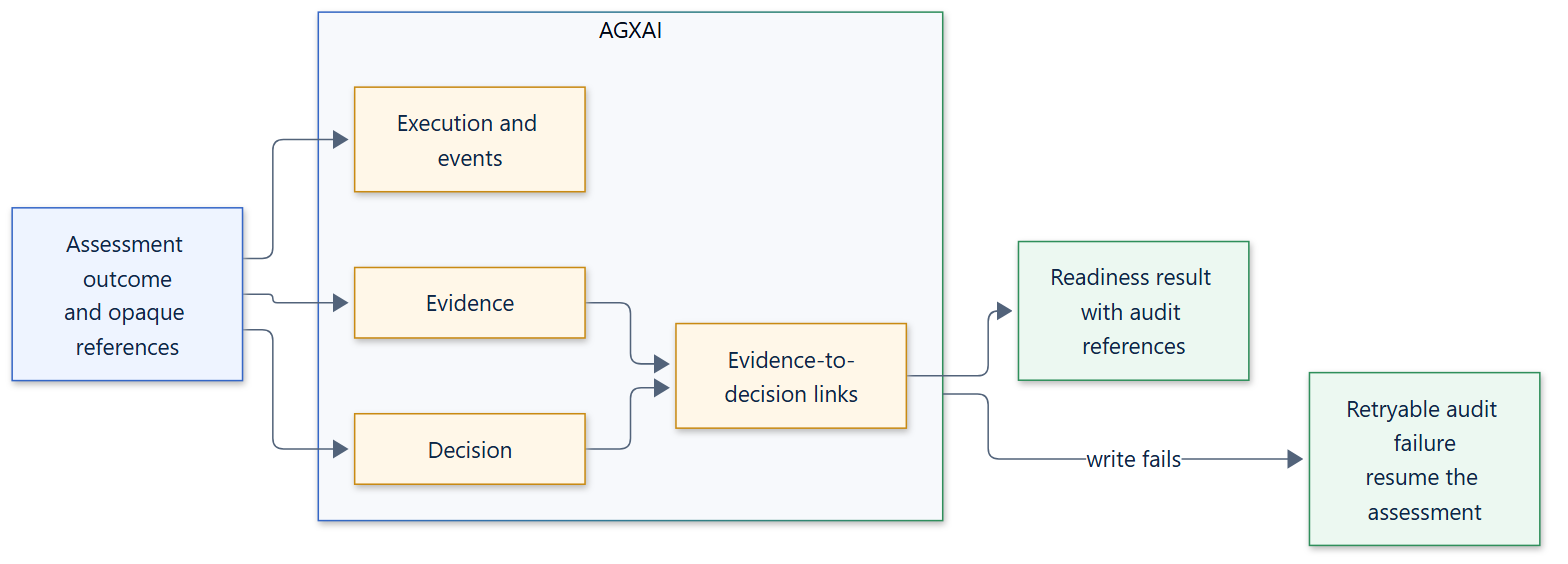 AGXAI
Execution and
events
Assessment
outcome
and opaque
references
Evidence
Decision
Evidence-to-
decision links
Readiness result
with audit
references
write fails
Retryable audit
failure
resume the
assessment